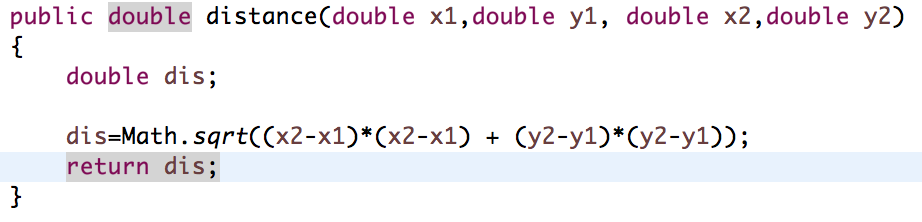 public double distance(double x1,double y1, double x2,double y2)
{
    double dis;

    dis=Math.sqrt((x2-x1)*(x2-x1) + (y2-y1)*(y2-y1));
    return dis;
}